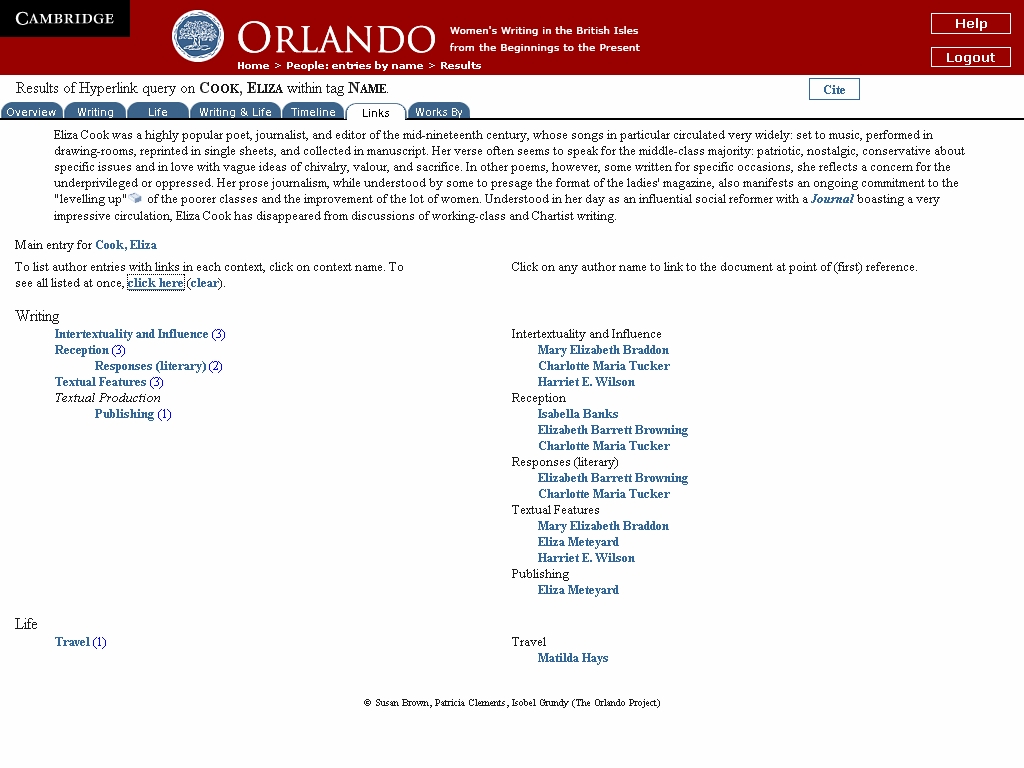 CAMBRIDGE
ORLANDO
Women's Writing in the British Isles
from the Beginnings to the Present
Home > People: entries by name > Results
Help
Logout
Results of Hyperlink query on COOK, ELIZA within tag NAME.
Cite
Overview Writing Life Writing & Life Timeline Links Works By
Eliza Cook was a highly popular poet, journalist, and editor of the mid-nineteenth century, whose songs in particular circulated very widely: set to music, performed in
drawing-rooms, reprinted in single sheets, and collected in manuscript. Her verse often seems to speak for the middle-class majority: patriotic, nostalgic, conservative about
specific issues and in love with vague ideas of chivalry, valour, and sacrifice. In other poems, however, some written for specific occasions, she reflects a concern for the
underprivileged or oppressed. Her prose journalism, while understood by some to presage the format of the ladies' magazine, also manifests an ongoing commitment to the
"levelling up" of the poorer classes and the improvement of the lot of women. Understood in her day as an influential social reformer with a Journal boasting a very
impressive circulation, Eliza Cook has disappeared from discussions of working-class and Chartist writing.
Main entry for Cook, Eliza
To list author entries with links in each context, click on context name. To
see all listed at once, click here (clear).
Click on any author name to link to the document at point of (first) reference.
Writing
Intertextuality and Influence (3)
Reception (3)
Responses (literary) (2)
Textual Features (3)
Textual Production
Publishing (1)
Intertextuality and Influence
Mary Elizabeth Braddon
Charlotte Maria Tucker
Harriet E. Wilson
Reception
Isabella Banks
Elizabeth Barrett Browning
Charlotte Maria Tucker
Responses (literary)
Elizabeth Barrett Browning
Charlotte Maria Tucker
Textual Features
Mary Elizabeth Braddon
Eliza Meteyard
Harriet E. Wilson
Publishing
Eliza Meteyard
Life
Travel (1)
Travel
Matilda Hays
© Susan Brown, Patricia Clements, Isobel Grundy (The Orlando Project)